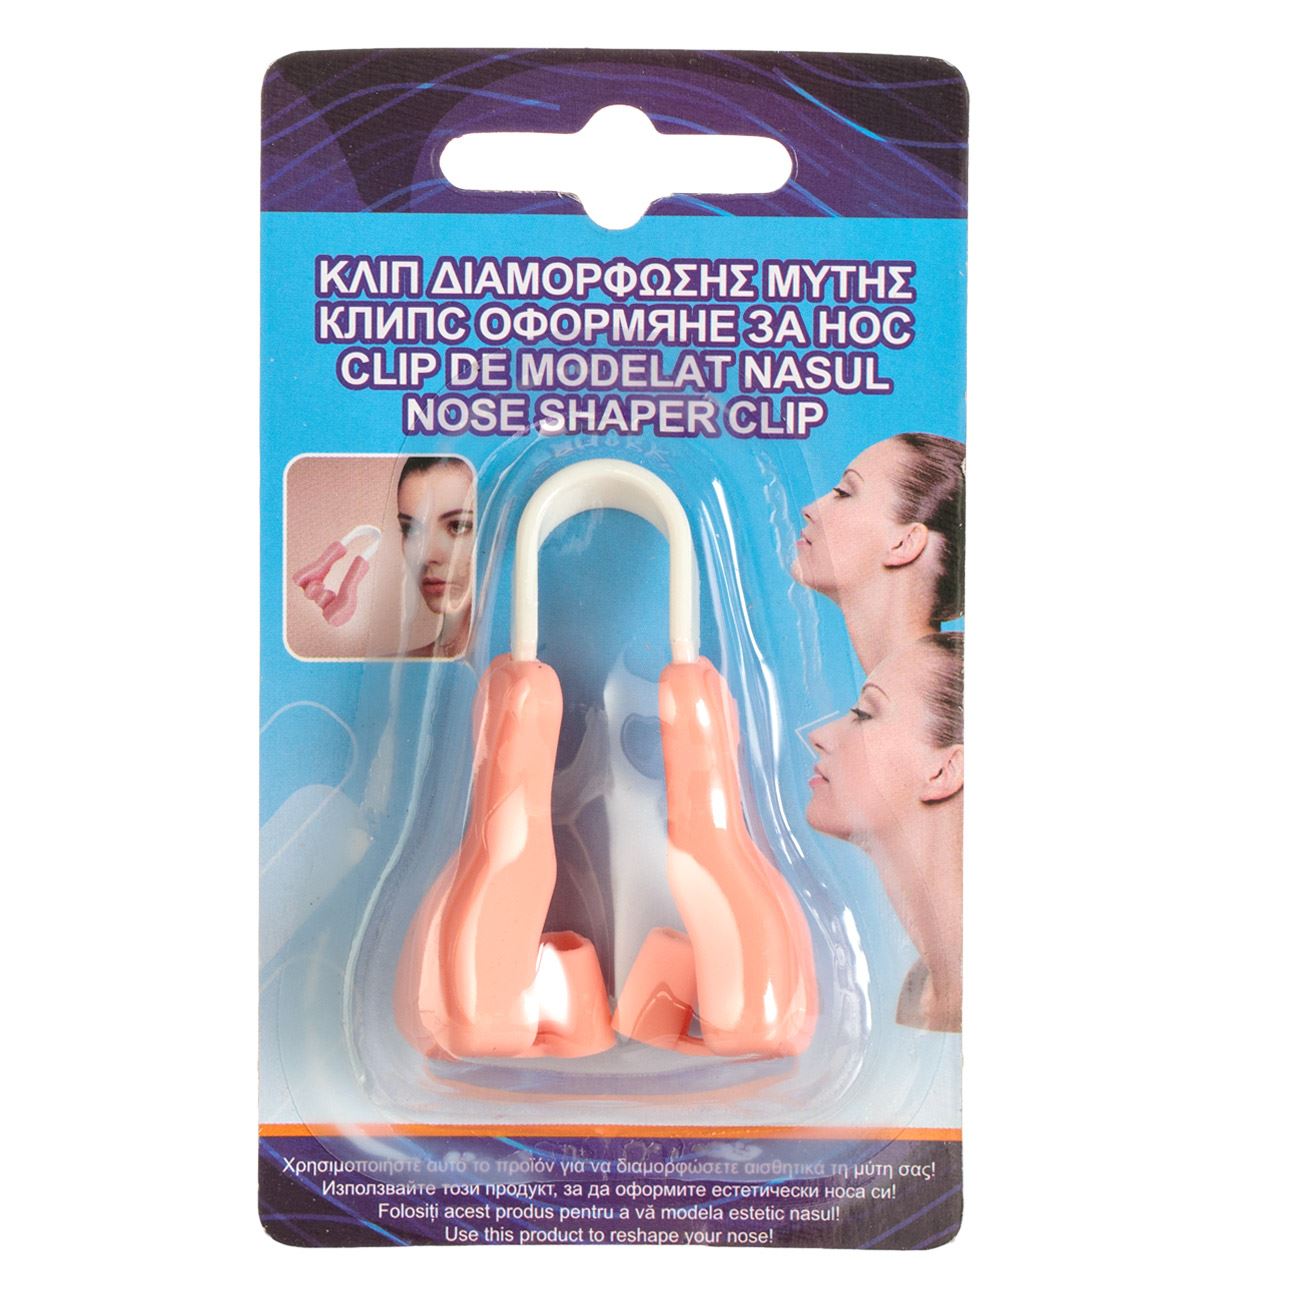 ΚΛΙΠ ΔΙΑΜΟΡΦΩΣΗΣ ΜΥΤΗΣ
КЛИПС ОФОРМЯНЕ ЗА НОС
CLIP DE MODELAT NASUL
NOSE SHAPER CLIP
Χρησιμοποιήστε αυτό το προϊόν για να διαμορφώσετε αισθητικά τη μύτη σας!
Използвайте този продукт, за да оформите естетически носа си!
Folosiți acest produs pentru a vă modela estetic nasul!
Use this product to reshape your nose!